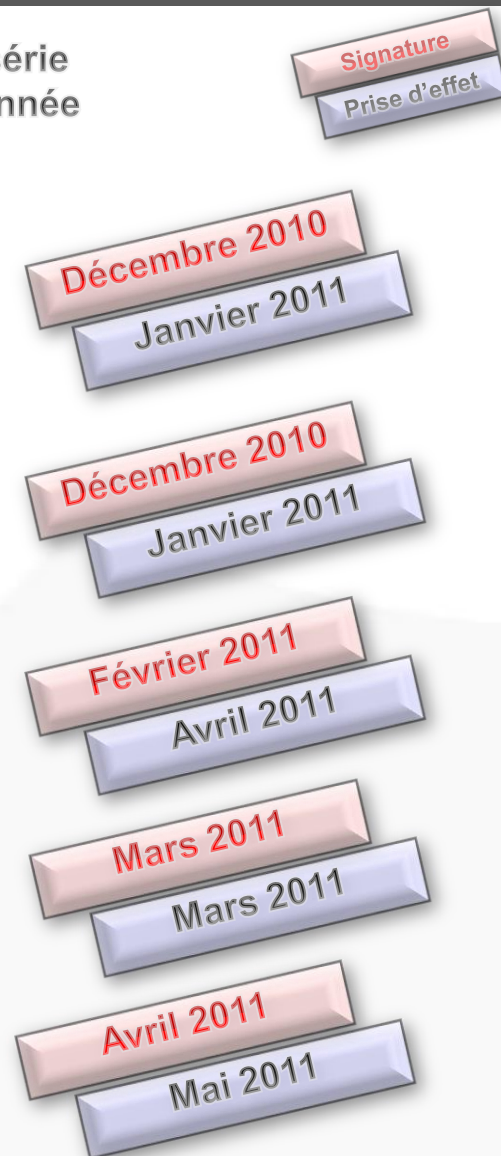 série
Signature
nnée
Prise d'effet
Décembre 2010
Janvier 2011
Décembre 2010
Janvier 2011
Février 2011
Avril 2011
Mars 2011
Mars 2011
Avril 2011
Mai 2011